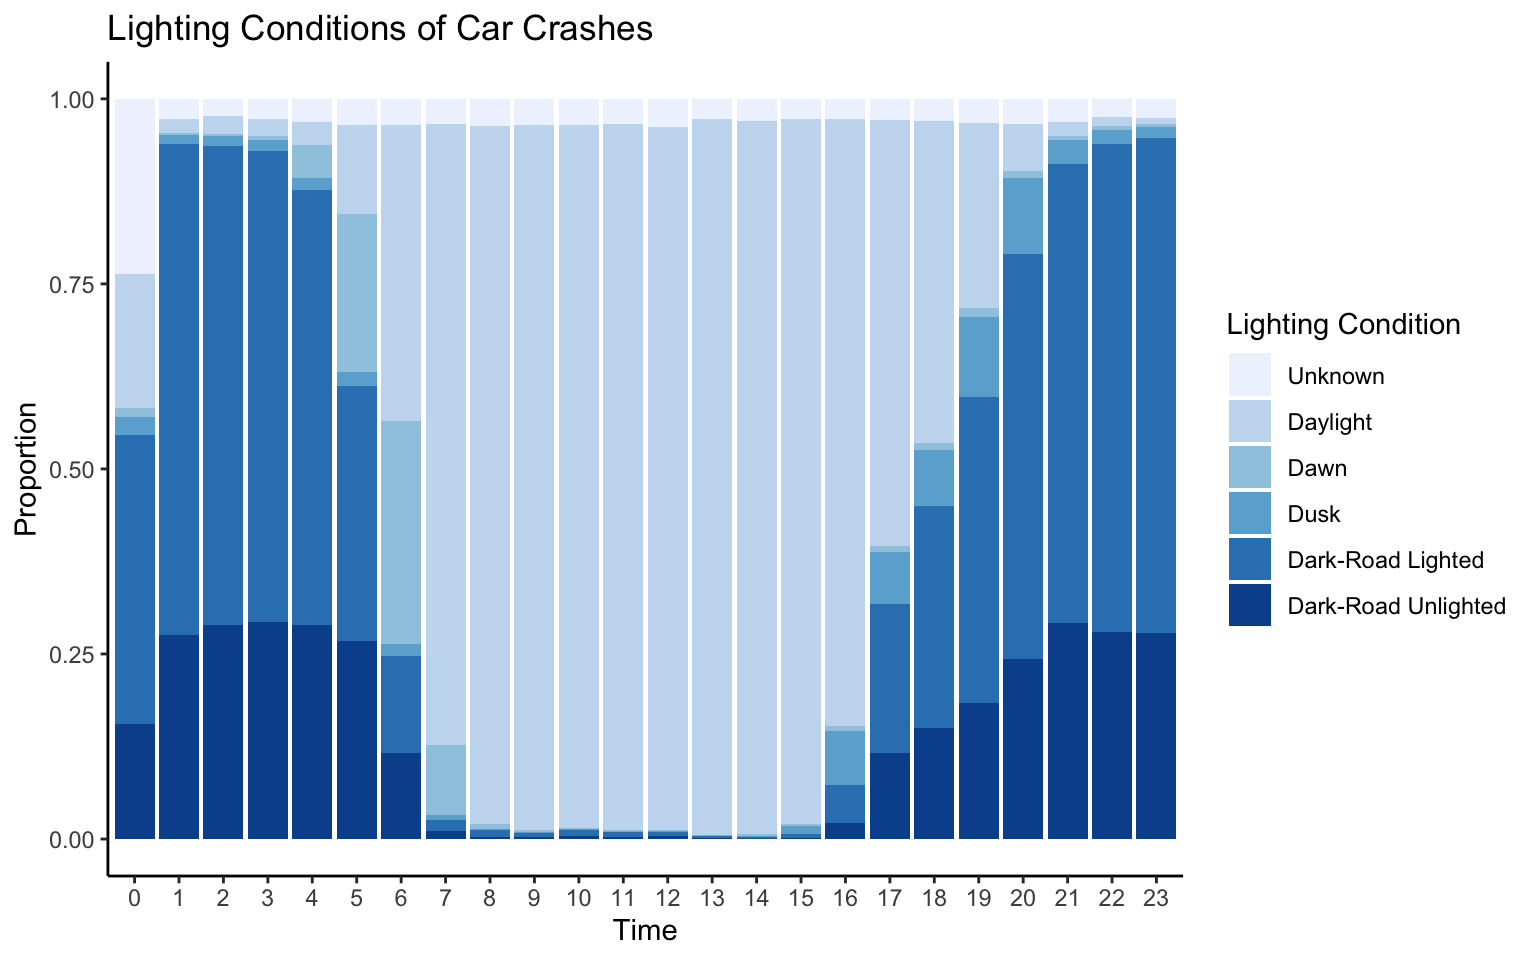 Lighting Conditions of Car Crashes
1.00
0.75
0.50
0.25
0.00
Proportion
0 1 2 3 4 5 6 7 8 9 10 11 12 13 14 15 16 17 18 19 20 21 22 23
Time
Lighting Condition
Unknown
Daylight
Dawn
Dusk
Dark-Road Lighted
Dark-Road Unlighted